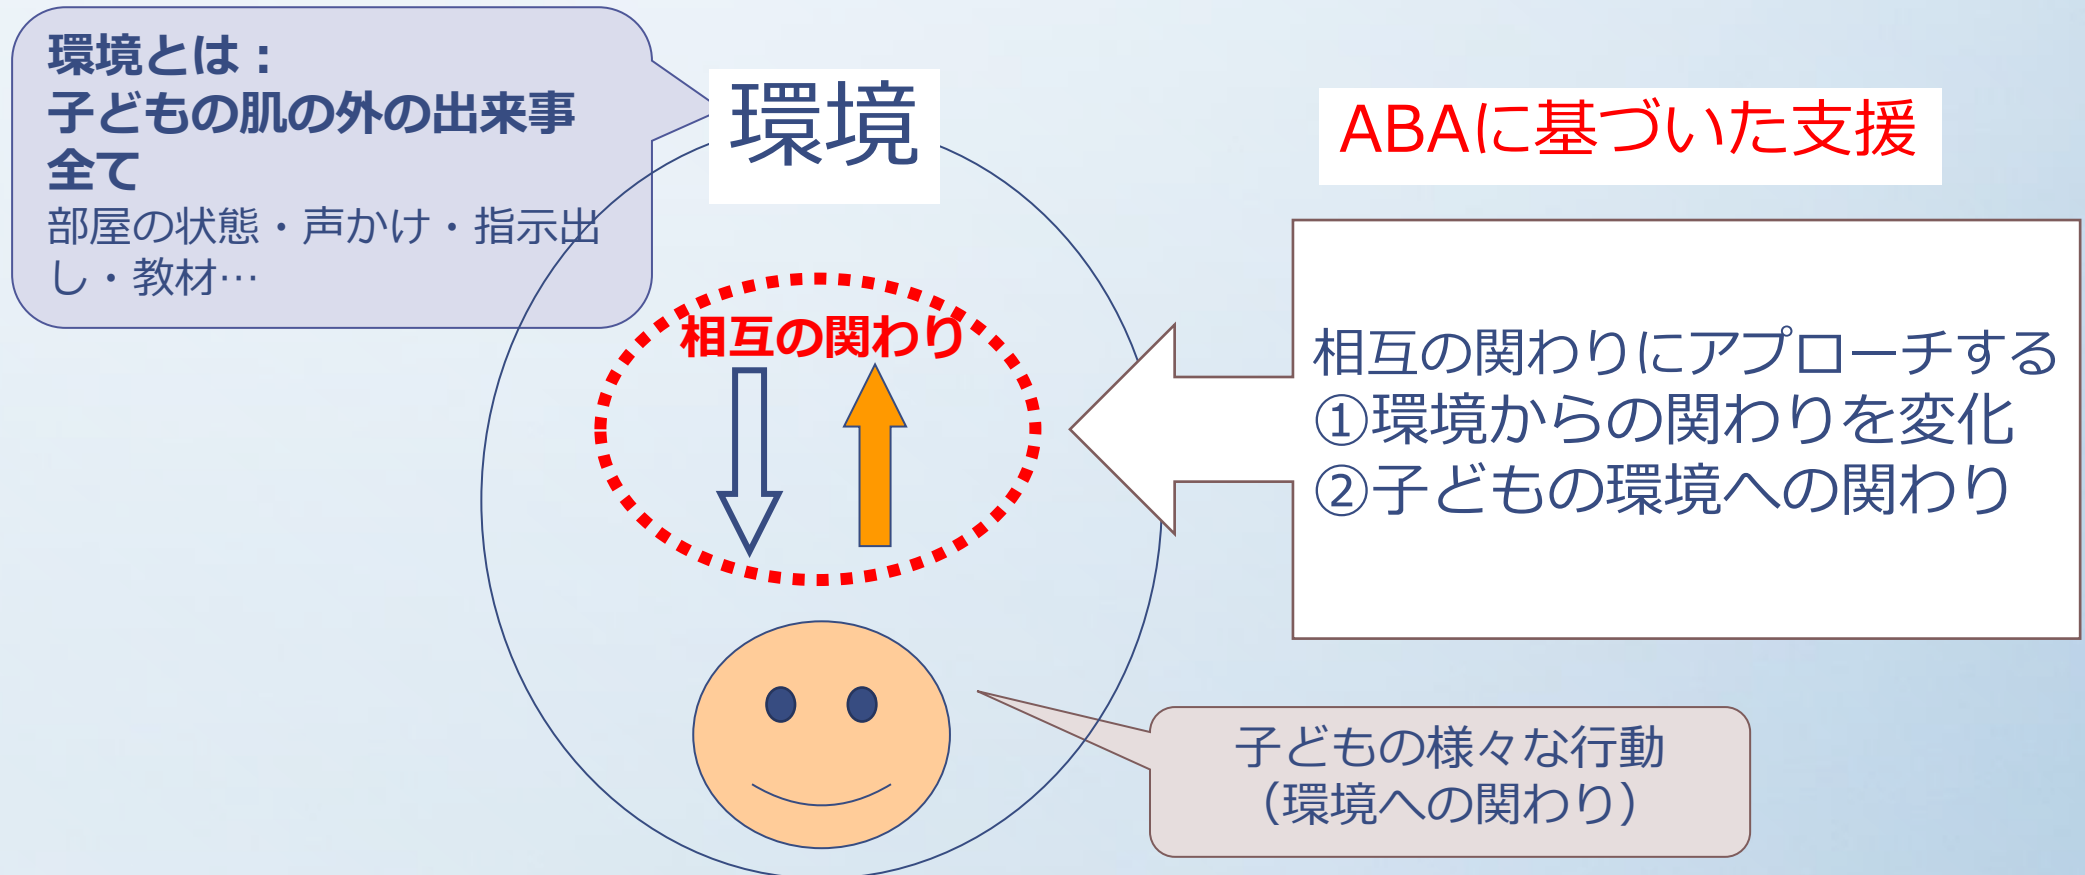 環境とは：
子どもの肌の外の出来事
全て
部屋の状態・声かけ・指示出
し・教材…
環境
ABAに基づいた支援
相互の関わり
相互の関わりにアプローチする
①環境からの関わりを変化
②子どもの環境への関わり
子どもの様々な行動
（環境への関わり）